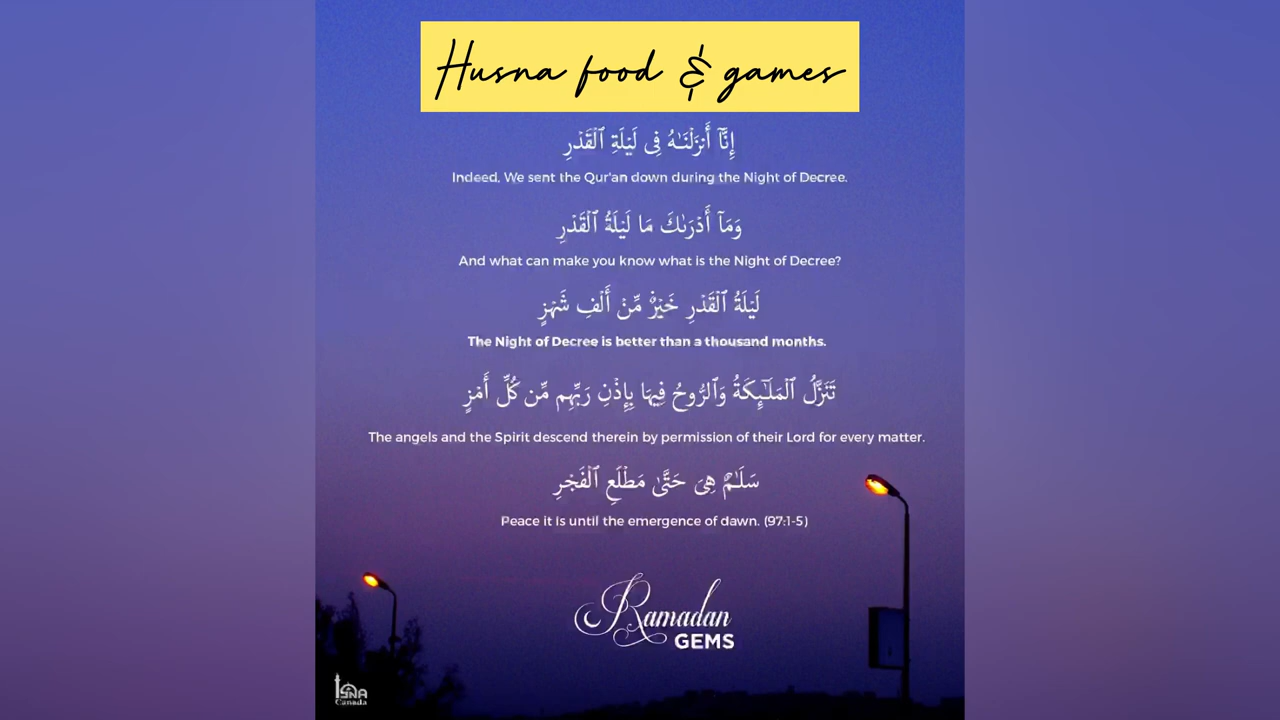 Husna food & games
إِنَّآ أَنزَلْنَـٰهُ فِى لَيْلَةِ ٱلْقَدْرِ
Indeed, We sent the Qur'an down during the Night of Decree.
وَمَآ أَدْرَىٰكَ مَا لَيْلَةُ ٱلْقَدْرِ
And what can make you know what is the Night of Decree?
لَيْلَةُ ٱلْقَدْرِ خَيْرٌ مِّنْ أَلْفِ شَهْرٍ
The Night of Decree is better than a thousand months.
تَنَزَّلُ ٱلْمَلَـٰٓئِكَةُ وَٱلرُّوحُ فِيهَا بِإِذْنِ رَبِّهِم مِّن كُلِّ أَمْرٍ
The angels and the Spirit descend therein by permission of their Lord for every matter.
سَلَـٰمٌ هِىَ حَتَّىٰ مَطْلَعِ ٱلْفَجْرِ
Peace it is until the emergence of dawn. (97:1-5)
Ramadan
GEMS
ISNA
Canada